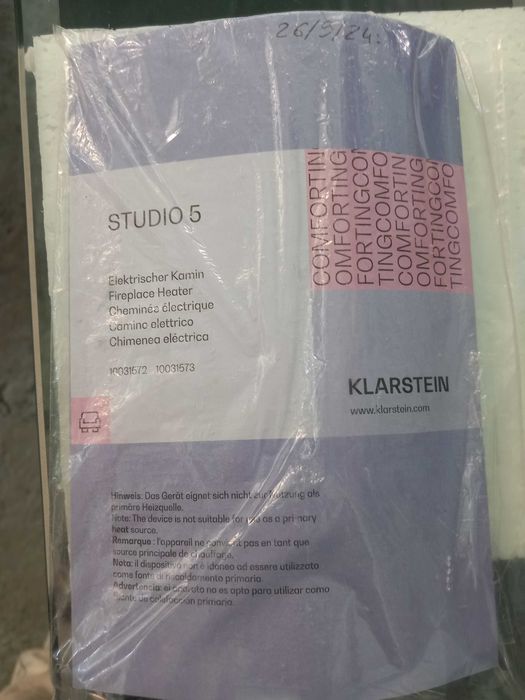 26/5/24.
COMFORTIN
OMFORTING
FORTINGCOM
TINGCOMFO
COMFORTING
OMFORTING
FORTINGCO
TINGCOMFO
STUDIO 5
Elektrischer Kamin
Fireplace Heater
Cheminée électrique
Camino elettrico
Chimenea eléctrica
10031572 10031573
KLARSTEIN
www.klarstein.com
Hinweis: Das Gerät eignet sich nicht zur Nutzung als
primäre Heizquelle.
Note: The device is not suitable for use as a primary
heat source.
Remarque : l'appareil ne convient pas en tant que
source principale de chauffage.
Nota: il dispositivo non è idoneo ad essere utilizzato
come fonte di riscaldamento primaria.
Advertencia: el aparato no es apto para utilizar como
fuente de calefacción primaria.